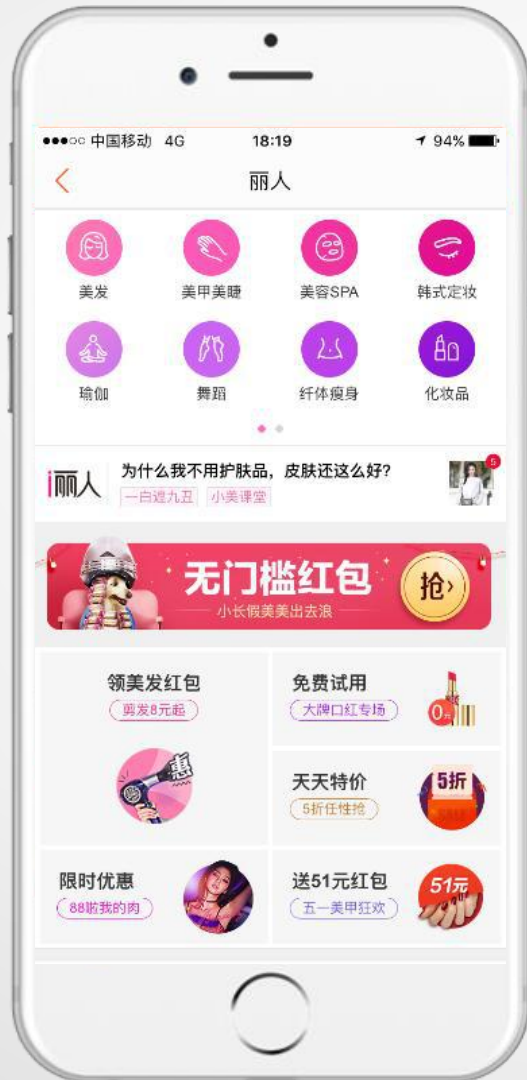 中国移动 4G 18:19 94%
丽人
美发 美甲美睫 美容SPA 韩式定妆
瑜伽 舞蹈 纤体瘦身 化妆品
i丽人 为什么我不用护肤品，皮肤还这么好？ 5
一白遮九丑 小美课堂
无门槛红包 抢
小长假美美出去浪
领美发红包
剪发8元起
惠
免费试用
大牌口红专场
0元
天天特价
5折任性抢
5折
SALE
限时优惠
88啦我的肉
送51元红包
五一美甲狂欢
51元